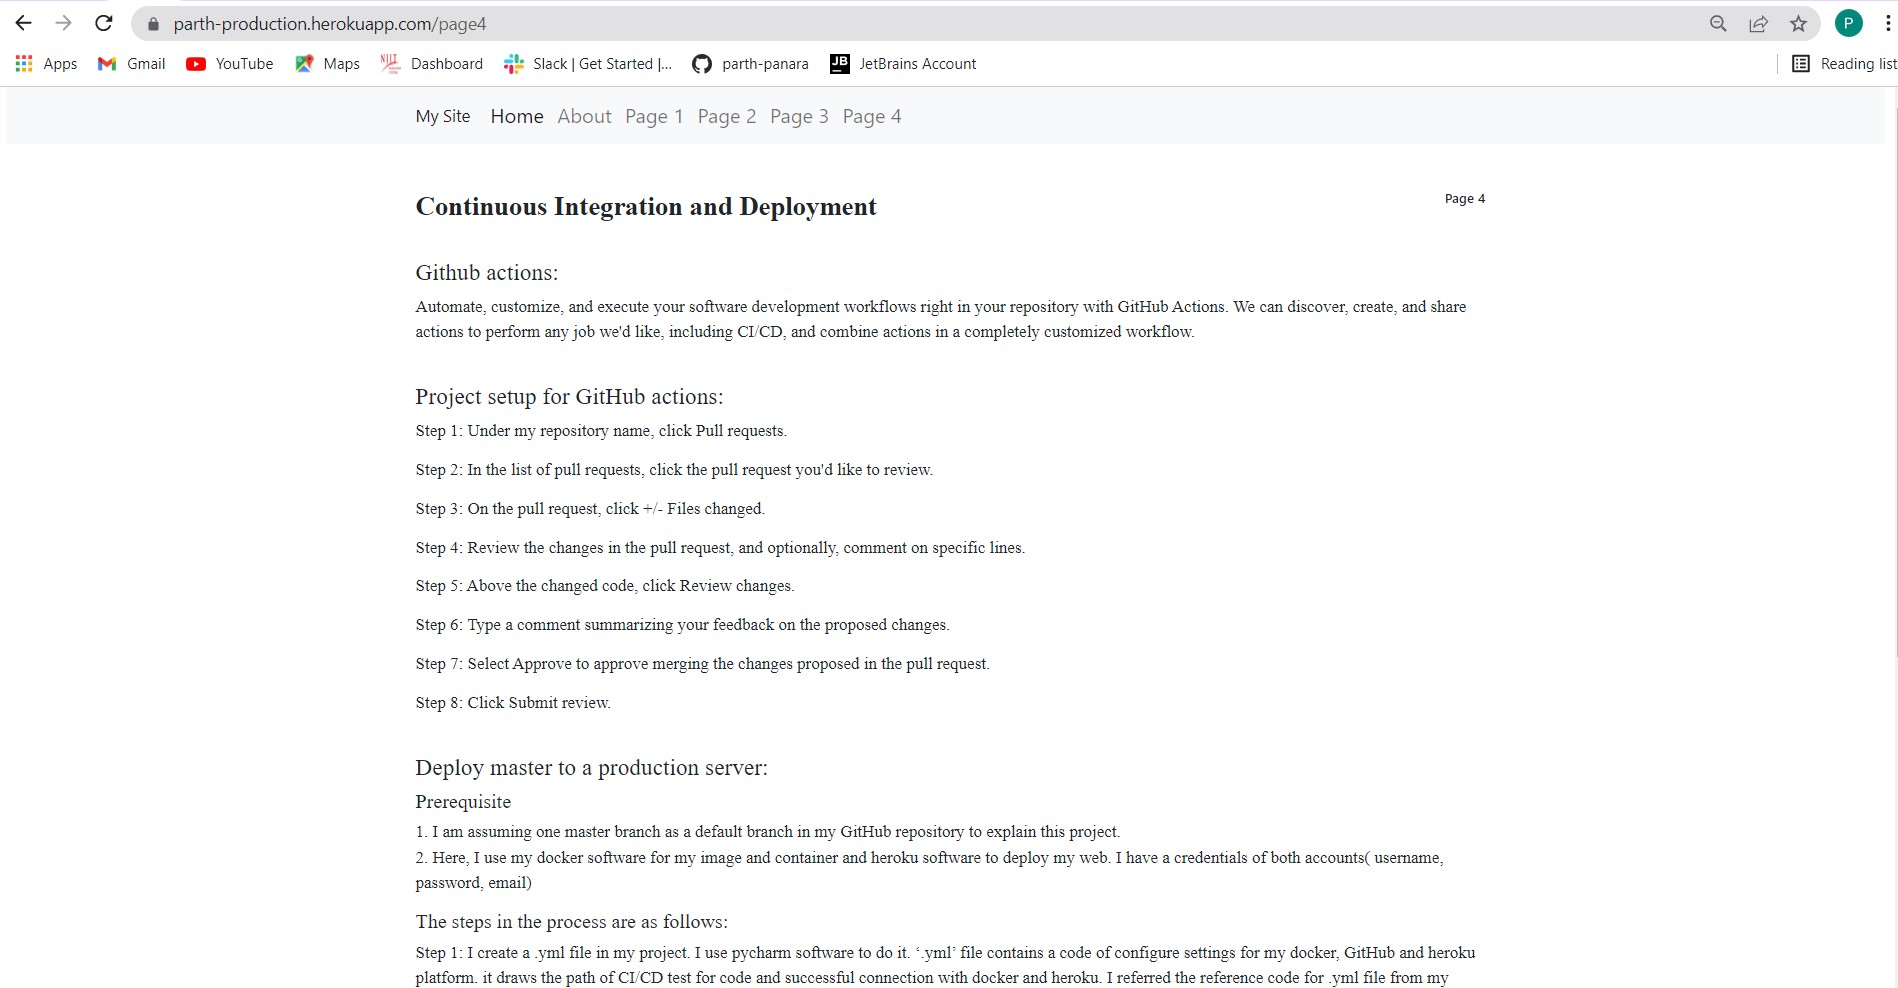 parth-production.herokuapp.com/page4
P
Apps Gmail YouTube Maps NJIT Dashboard Slack | Get Started |... parth-panara JB JetBrains Account Reading list
My Site Home About Page 1 Page 2 Page 3 Page 4
Continuous Integration and Deployment
Page 4
Github actions:
Automate, customize, and execute your software development workflows right in your repository with GitHub Actions. We can discover, create, and share
actions to perform any job we'd like, including CI/CD, and combine actions in a completely customized workflow.
Project setup for GitHub actions:
Step 1: Under my repository name, click Pull requests.
Step 2: In the list of pull requests, click the pull request you'd like to review.
Step 3: On the pull request, click +/- Files changed.
Step 4: Review the changes in the pull request, and optionally, comment on specific lines.
Step 5: Above the changed code, click Review changes.
Step 6: Type a comment summarizing your feedback on the proposed changes.
Step 7: Select Approve to approve merging the changes proposed in the pull request.
Step 8: Click Submit review.
Deploy master to a production server:
Prerequisite
1. I am assuming one master branch as a default branch in my GitHub repository to explain this project.
2. Here, I use my docker software for my image and container and heroku software to deploy my web. I have a credentials of both accounts( username,
password, email)
The steps in the process are as follows:
Step 1: I create a .yml file in my project. I use pycharm software to do it. ‘.yml’ file contains a code of configure settings for my docker, GitHub and heroku
platform. it draws the path of CI/CD test for code and successful connection with docker and heroku. I referred the reference code for .yml file from my